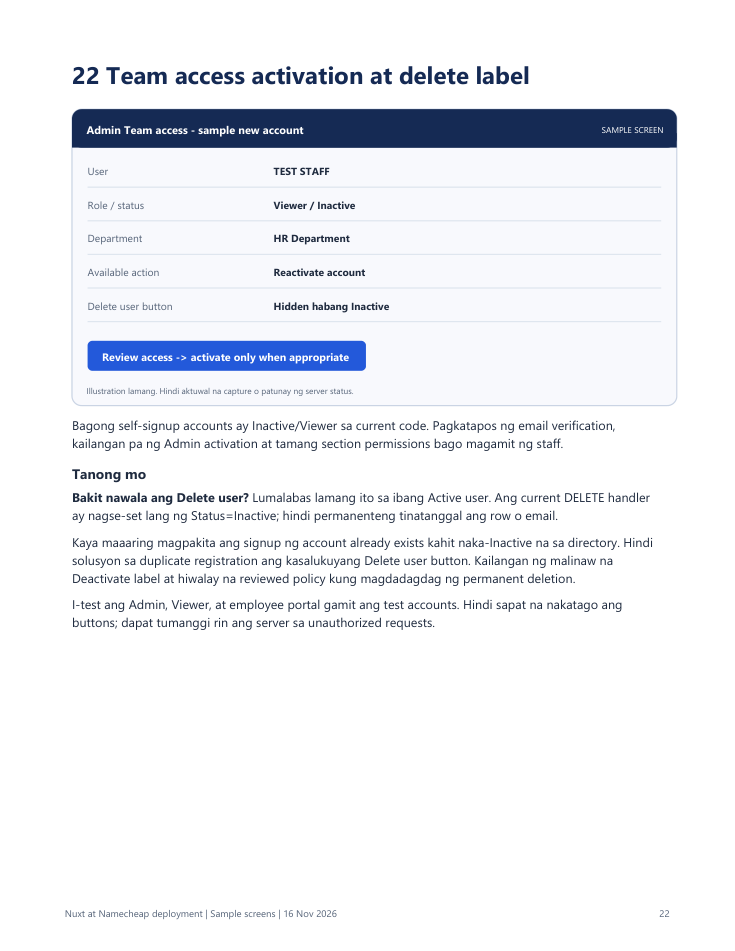 22 Team access activation at delete label
Admin Team access - sample new account
SAMPLE SCREEN
User
TEST STAFF
Role / status
Viewer / Inactive
Department
HR Department
Available action
Reactivate account
Delete user button
Hidden habang Inactive
Review access -> activate only when appropriate
Illustration lamang. Hindi aktuwal na capture o patunay ng server status.
Bagong self-signup accounts ay Inactive/Viewer sa current code. Pagkatapos ng email verification,
kailangan pa ng Admin activation at tamang section permissions bago magamit ng staff.
Tanong mo
Bakit nawala ang Delete user? Lumalabas lamang ito sa ibang Active user. Ang current DELETE handler
ay nagse-set lang ng Status=Inactive; hindi permanenteng tinatanggal ang row o email.
Kaya maaaring magpakita ang signup ng account already exists kahit naka-Inactive na sa directory. Hindi
solusyon sa duplicate registration ang kasalukuyang Delete user button. Kailangan ng malinaw na
Deactivate label at hiwalay na reviewed policy kung magdadagdag ng permanent deletion.
I-test ang Admin, Viewer, at employee portal gamit ang test accounts. Hindi sapat na nakatago ang
buttons; dapat tumanggi rin ang server sa unauthorized requests.
Nuxt at Namecheap deployment | Sample screens | 16 Nov 2026
22